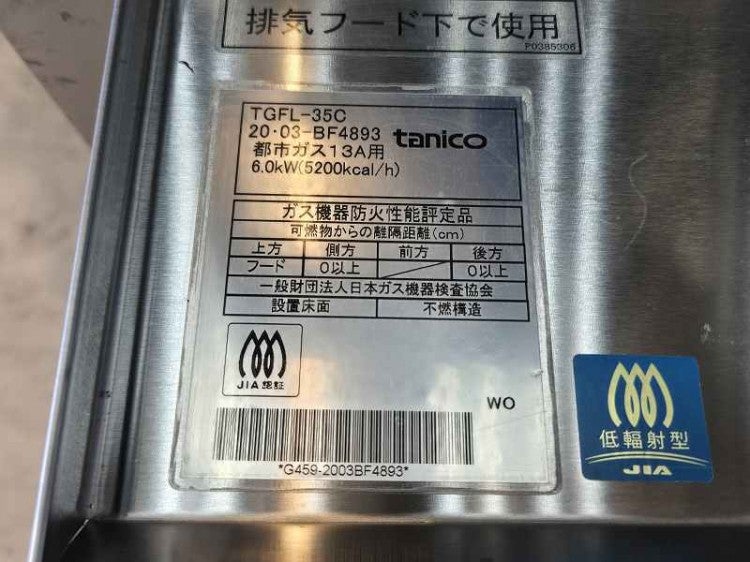 排気フード下で使用
P0385306
TGFL-35C
20・03-BF4893 tanico
都市ガス13A用
6.0kW(5200kcal/h)
ガス機器防火性能評定品
可燃物からの離隔距離(cm)
上方 側方 前方 後方
フード 0以上 0以上
一般財団法人日本ガス機器検査協会
設置床面 不燃構造
JIA 認証
WO
*G459-2003BF4893*
低輻射型
JIA